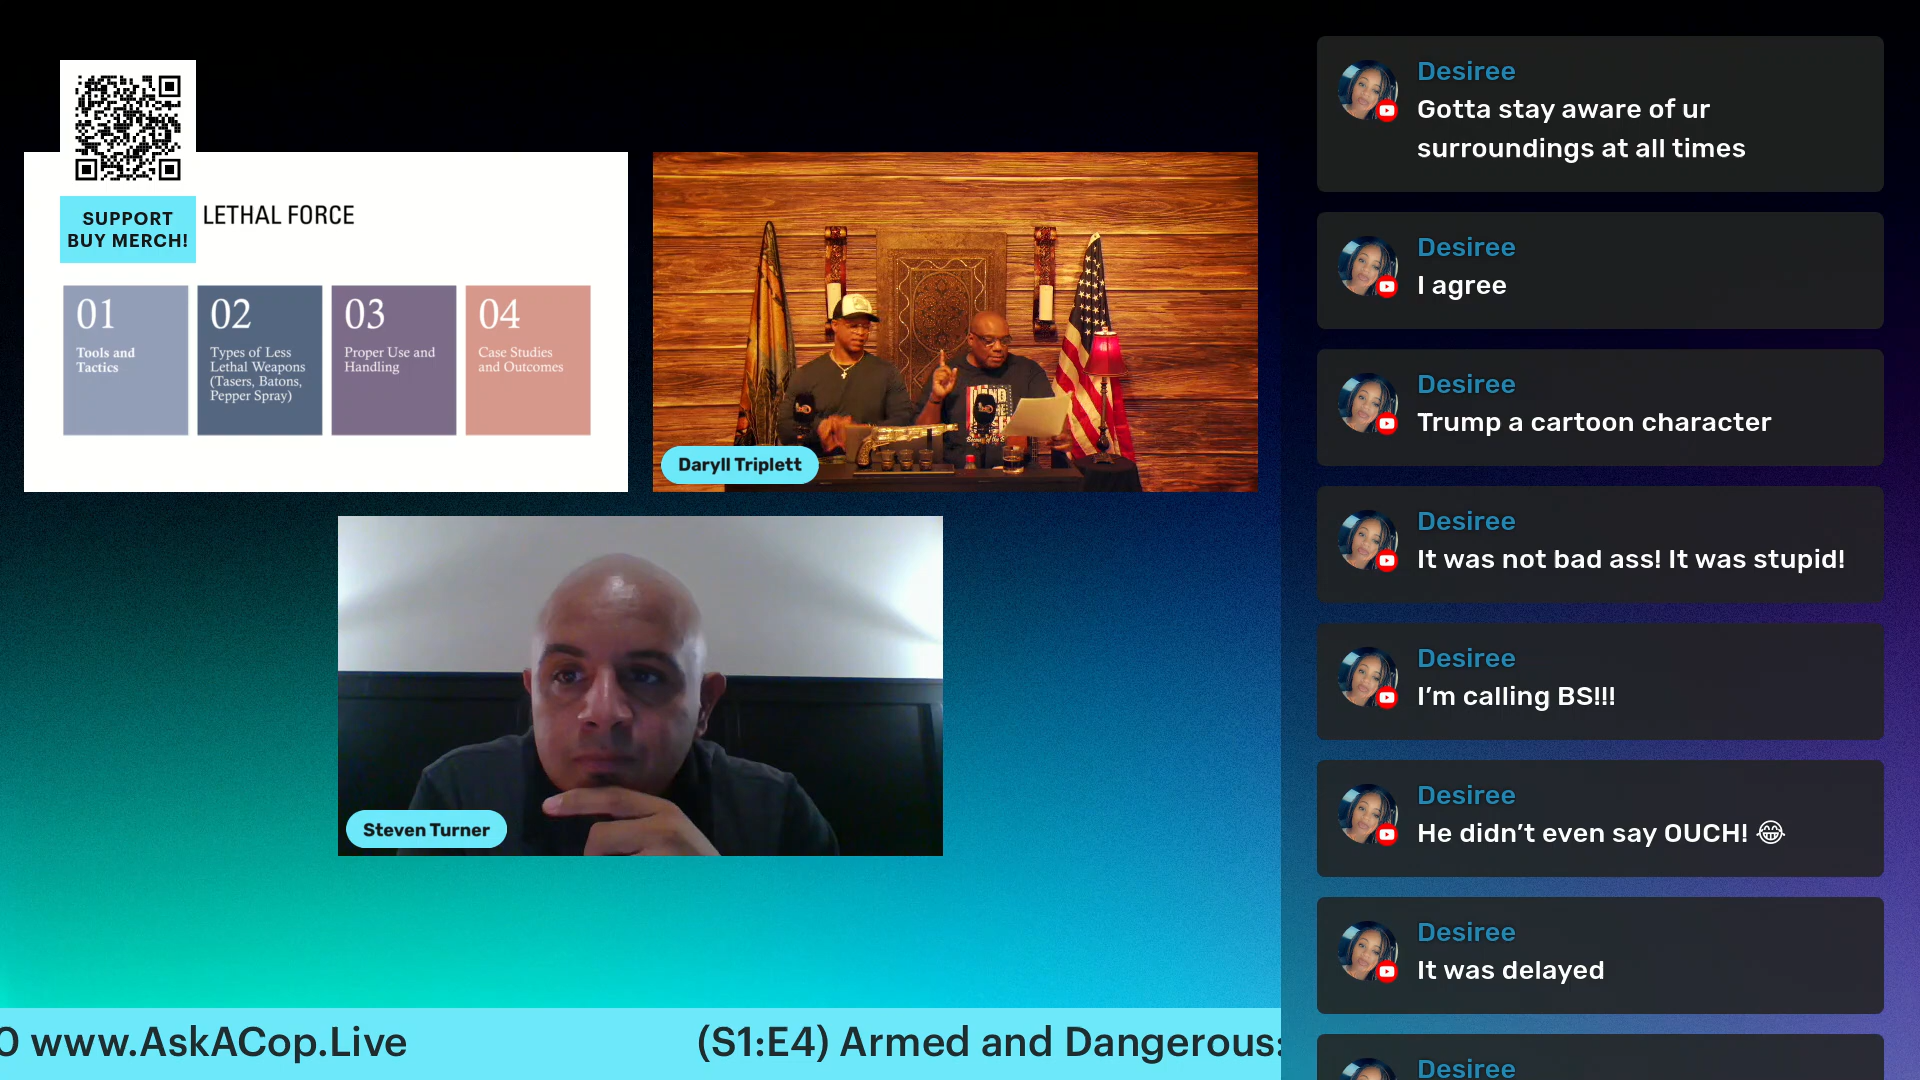 SUPPORT
BUY MERCH!
LETHAL FORCE
01
Tools and
Tactics
02
Types of Less
Lethal Weapons
(Tasers, Batons,
Pepper Spray)
03
Proper Use and
Handling
04
Case Studies
and Outcomes
Daryll Triplett
Steven Turner
www.AskACop.Live
(S1:E4) Armed and Dangerous:
Desiree
Gotta stay aware of ur
surroundings at all times
Desiree
I agree
Desiree
Trump a cartoon character
Desiree
It was not bad ass! It was stupid!
Desiree
I’m calling BS!!!
Desiree
He didn’t even say OUCH! 😂
Desiree
It was delayed
Desiree